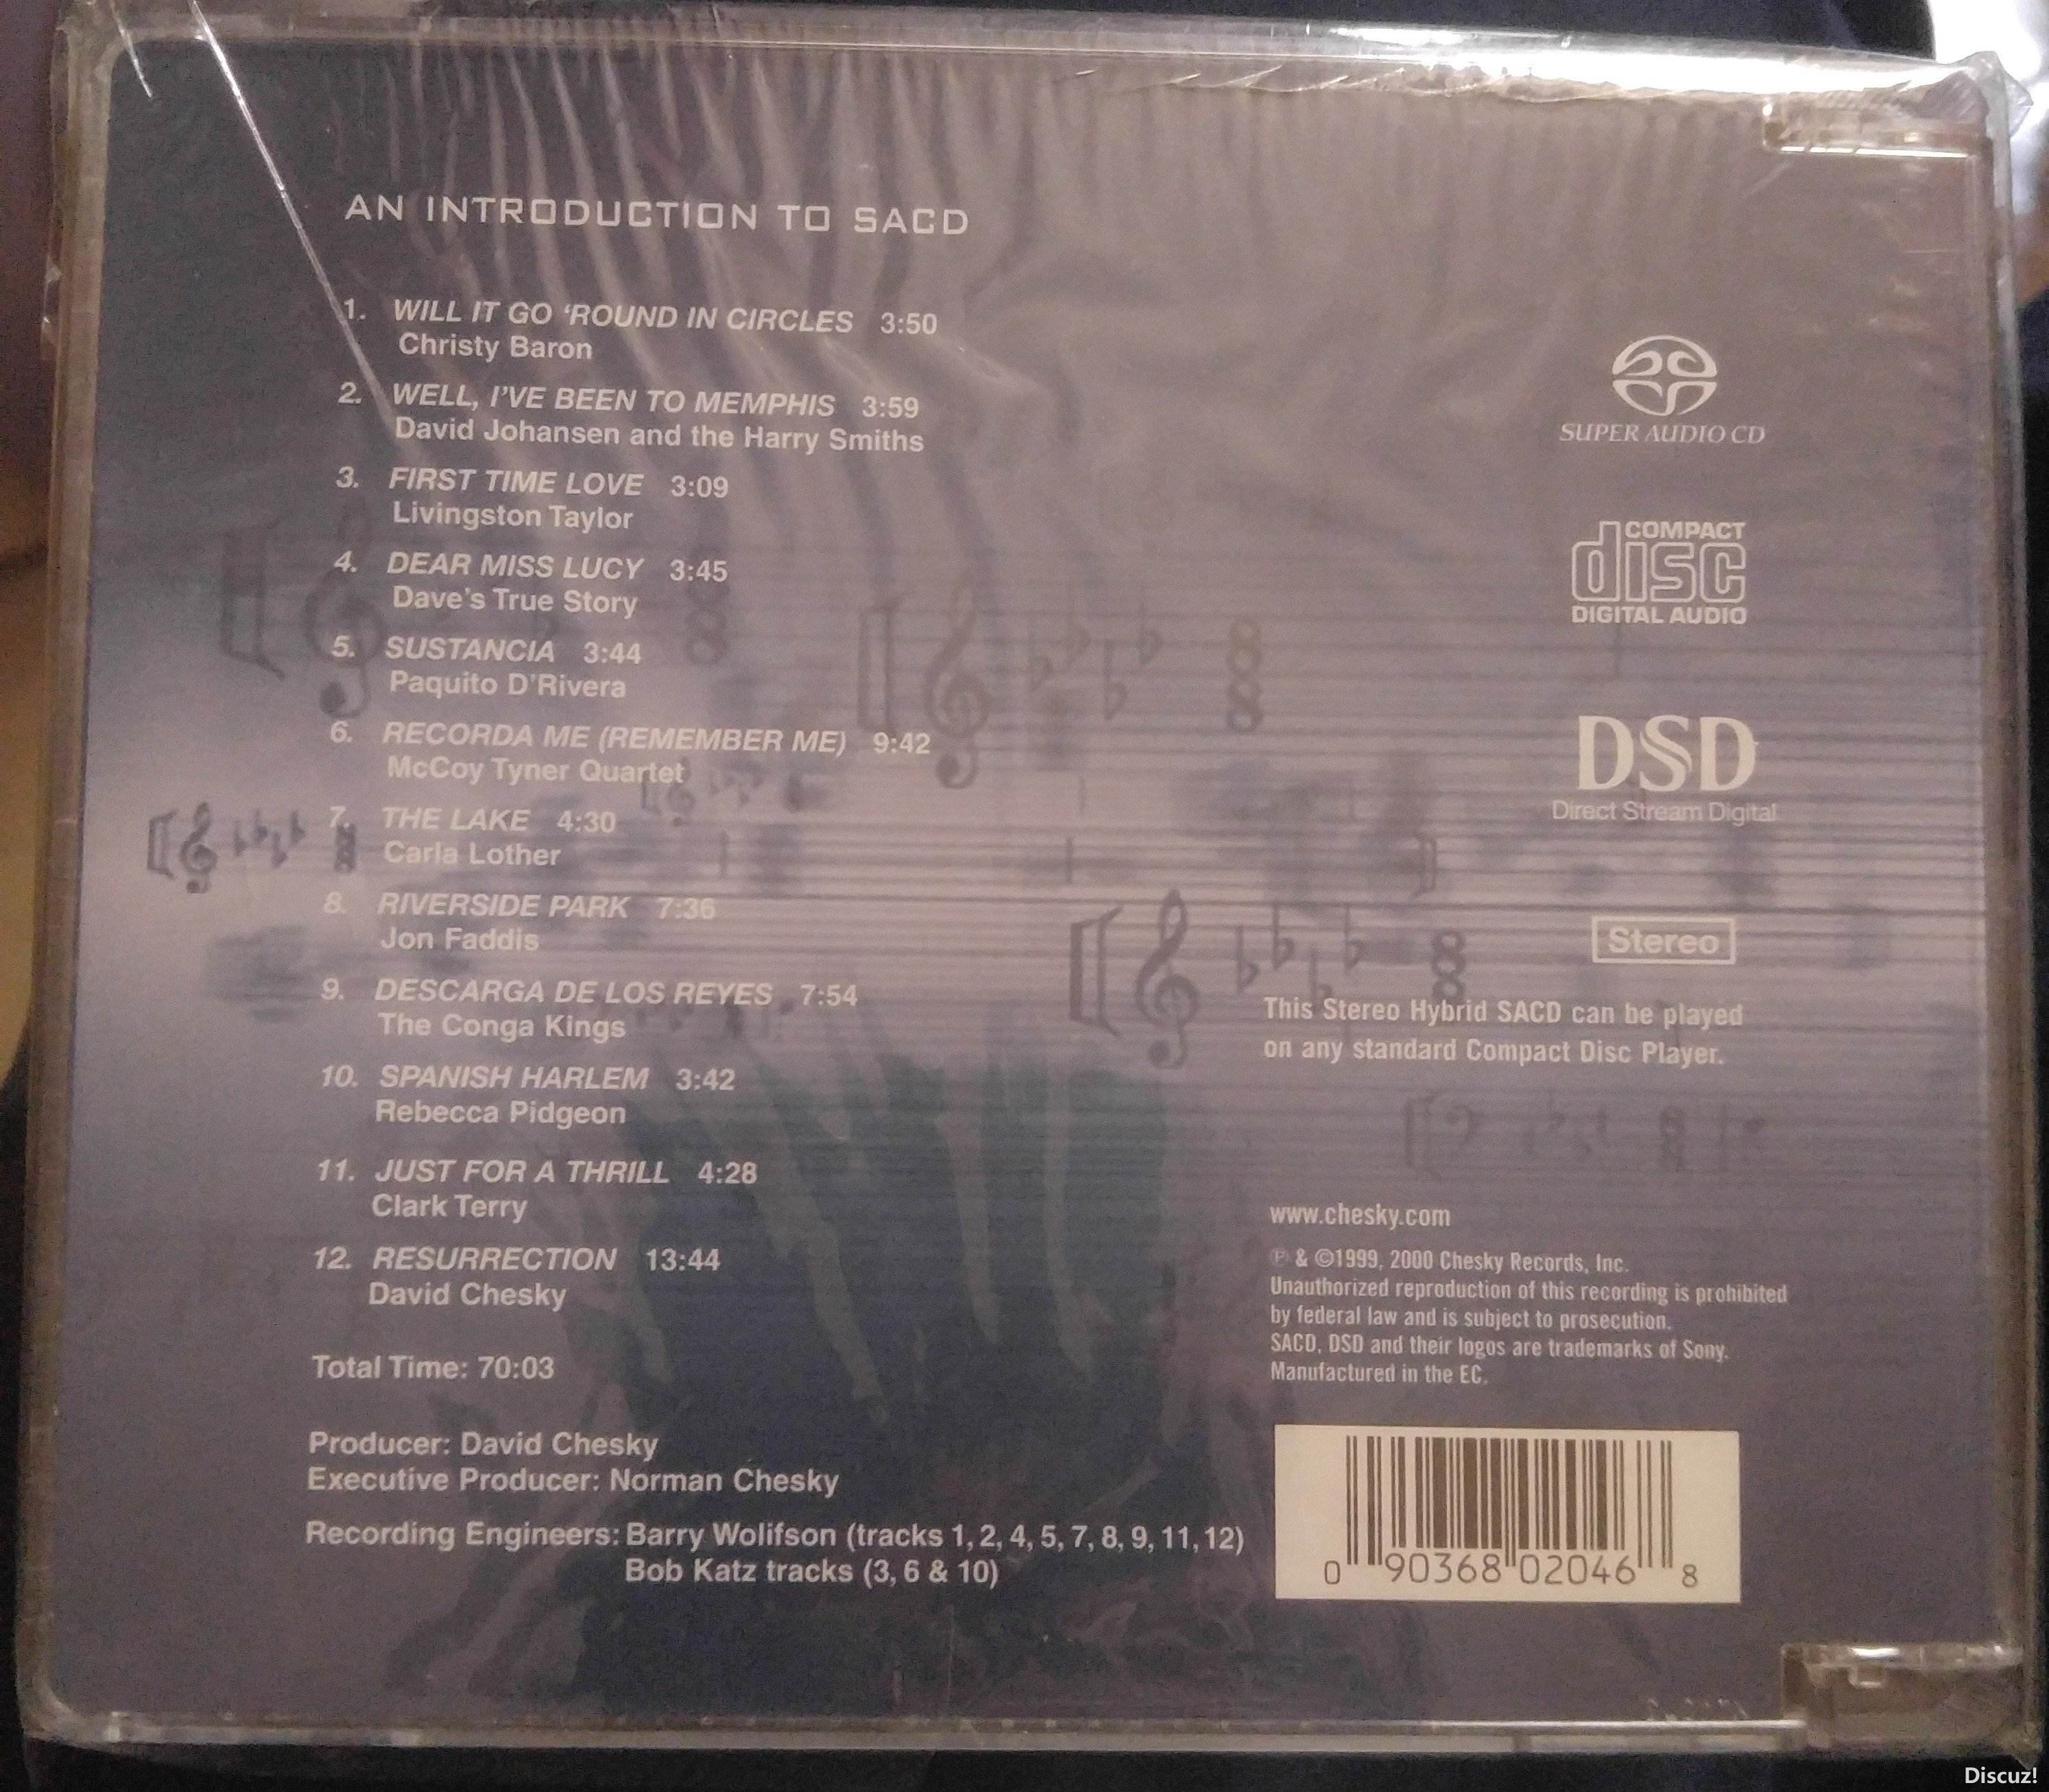 AN INTRODUCTION TO SACD
1. WILL IT GO ‘ROUND IN CIRCLES 3:50
Christy Baron
2. WELL, I’VE BEEN TO MEMPHIS 3:59
David Johansen and the Harry Smiths
3. FIRST TIME LOVE 3:09
Livingston Taylor
4. DEAR MISS LUCY 3:45
Dave’s True Story
5. SUSTANCIA 3:44
Paquito D’Rivera
6. RECORDA ME (REMEMBER ME) 9:42
McCoy Tyner Quartet
7. THE LAKE 4:30
Carla Lother
8. RIVERSIDE PARK 7:36
Jon Faddis
9. DESCARGA DE LOS REYES 7:54
The Conga Kings
10. SPANISH HARLEM 3:42
Rebecca Pidgeon
11. JUST FOR A THRILL 4:28
Clark Terry
12. RESURRECTION 13:44
David Chesky
Total Time: 70:03
Producer: David Chesky
Executive Producer: Norman Chesky
Recording Engineers: Barry Wolifson (tracks 1, 2, 4, 5, 7, 8, 9, 11, 12)
Bob Katz tracks (3, 6 & 10)
SUPER AUDIO CD
COMPACT
disc
DIGITAL AUDIO
DSD
Direct Stream Digital
Stereo
This Stereo Hybrid SACD can be played
on any standard Compact Disc Player.
www.chesky.com
℗ & ©1999, 2000 Chesky Records, Inc.
Unauthorized reproduction of this recording is prohibited
by federal law and is subject to prosecution.
SACD, DSD and their logos are trademarks of Sony.
Manufactured in the EC.
0 90368 02046 8
Discuz!